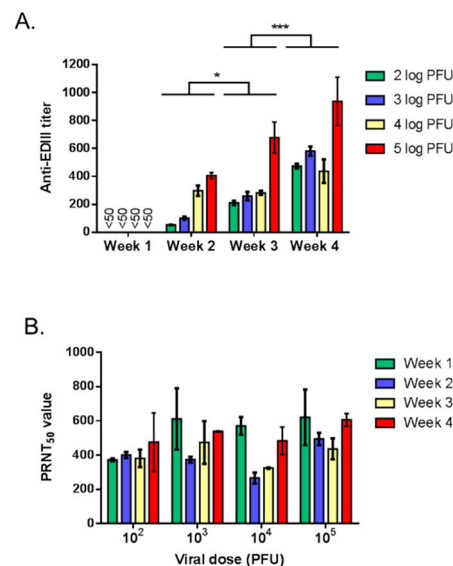 A.
***
*
2 log PFU
3 log PFU
4 log PFU
5 log PFU
Anti-EDIII titer
1200
1000
800
600
400
200
0
<50 <50 <50 <50
Week 1 Week 2 Week 3 Week 4
B.
Week 1
Week 2
Week 3
Week 4
PRNT50 value
1000
800
600
400
200
0
10² 10³ 10⁴ 10⁵
Viral dose (PFU)